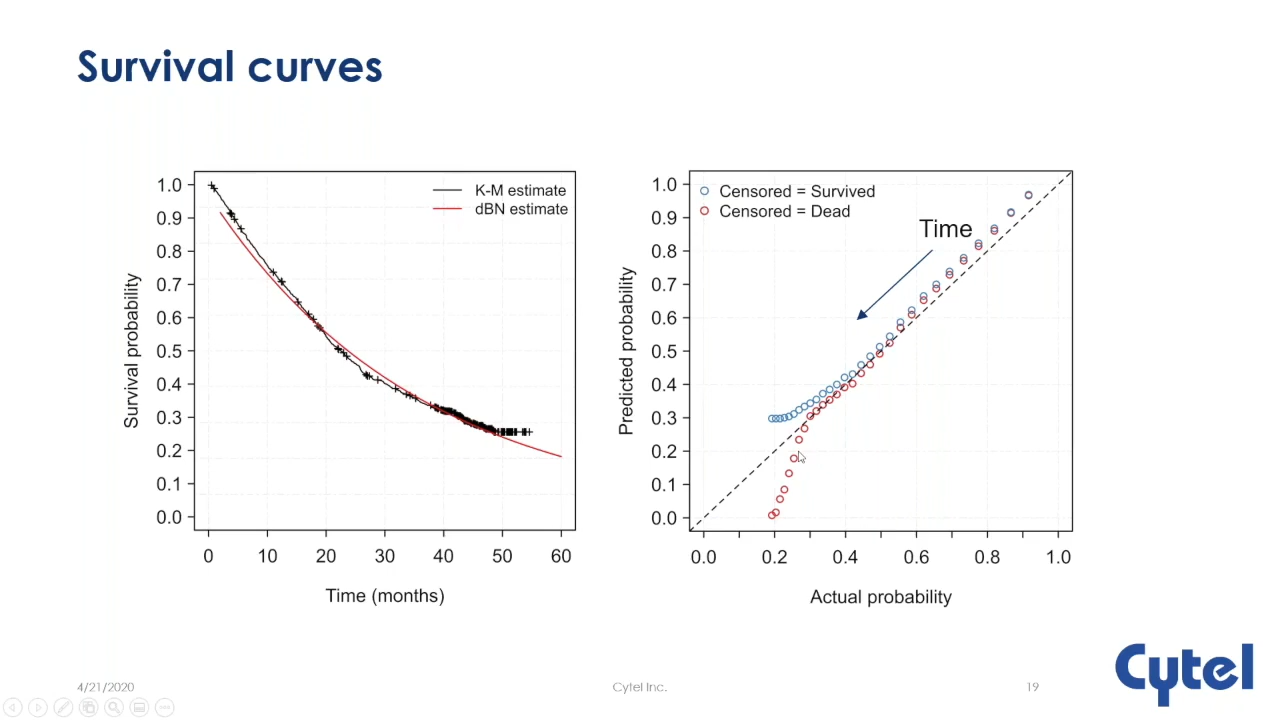 Survival curves
1.0
0.9
0.8
0.7
0.6
0.5
0.4
0.3
0.2
0.1
0.0
Survival probability
K-M estimate
dBN estimate
0 10 20 30 40 50 60
Time (months)
1.0
0.9
0.8
0.7
0.6
0.5
0.4
0.3
0.2
0.1
0.0
Predicted probability
Censored = Survived
Censored = Dead
Time
0.0 0.2 0.4 0.6 0.8 1.0
Actual probability
4/21/2020
Cytel Inc.
19
Cytel